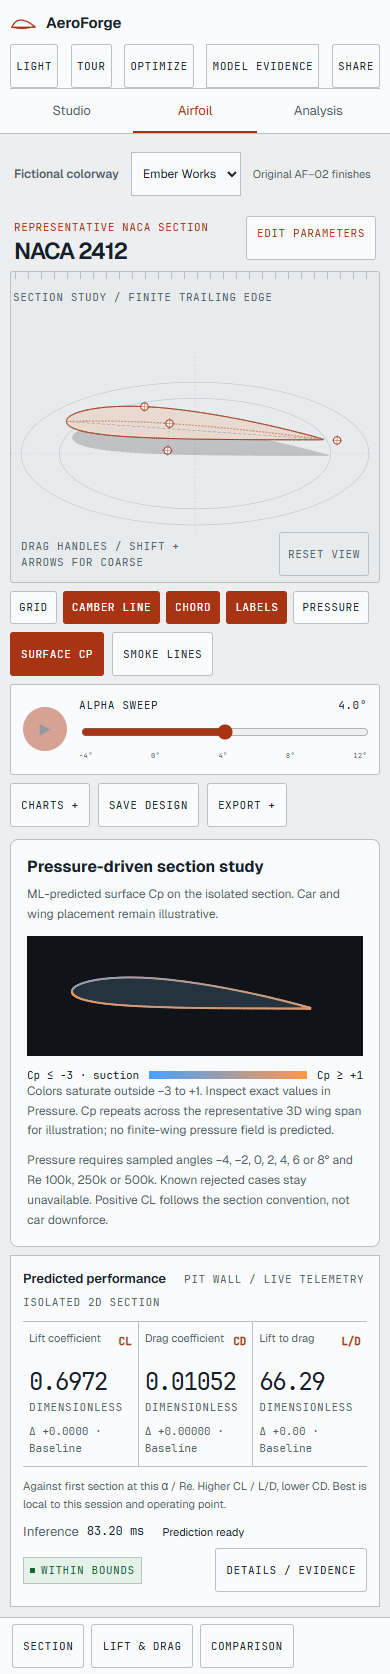 AeroForge
LIGHT TOUR OPTIMIZE MODEL EVIDENCE SHARE
Studio Airfoil Analysis
Fictional colorway Ember Works Original AF–02 finishes
REPRESENTATIVE NACA SECTION
NACA 2412
EDIT PARAMETERS
SECTION STUDY / FINITE TRAILING EDGE
DRAG HANDLES / SHIFT +
ARROWS FOR COARSE
RESET VIEW
GRID CAMBER LINE CHORD LABELS PRESSURE
SURFACE CP SMOKE LINES
ALPHA SWEEP 4.0°
-4° 0° 4° 8° 12°
CHARTS + SAVE DESIGN EXPORT +
Pressure-driven section study
ML-predicted surface Cp on the isolated section. Car and
wing placement remain illustrative.
Cp ≤ -3 · suction Cp ≥ +1
Colors saturate outside −3 to +1. Inspect exact values in
Pressure. Cp repeats across the representative 3D wing span
for illustration; no finite-wing pressure field is predicted.
Pressure requires sampled angles −4, −2, 0, 2, 4, 6 or 8° and
Re 100k, 250k or 500k. Known rejected cases stay
unavailable. Positive CL follows the section convention, not
car downforce.
Predicted performance PIT WALL / LIVE TELEMETRY
ISOLATED 2D SECTION
Lift coefficient CL Drag coefficient CD Lift to drag L/D
0.6972 0.01052 66.29
DIMENSIONLESS DIMENSIONLESS DIMENSIONLESS
Δ +0.0000 · Δ +0.00000 · Δ +0.00 ·
Baseline Baseline Baseline
Against first section at this α / Re. Higher CL / L/D, lower CD. Best is
local to this session and operating point.
Inference 83.20 ms Prediction ready
WITHIN BOUNDS DETAILS / EVIDENCE
SECTION LIFT & DRAG COMPARISON